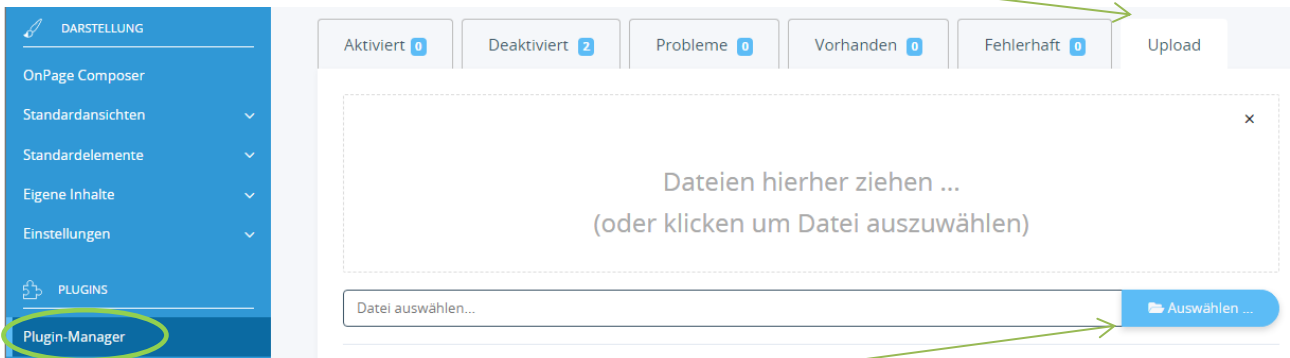 DARSTELLUNG
OnPage Composer
Standardansichten
Standardelemente
Eigene Inhalte
Einstellungen
PLUGINS
Plugin-Manager
Aktiviert 0
Deaktiviert 2
Probleme 0
Vorhanden 0
Fehlerhaft 0
Upload
×
Dateien hierher ziehen ...
(oder klicken um Datei auszuwählen)
Datei auswählen...
Auswählen ...